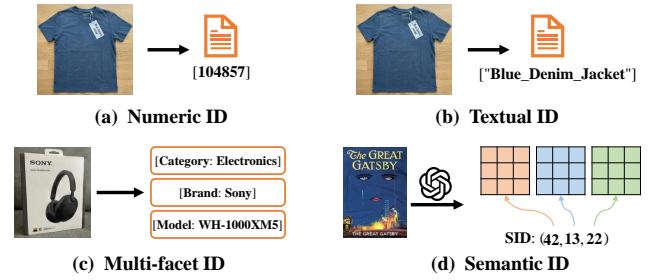 [104857]
["Blue_Denim_Jacket"]
(a) Numeric ID
(b) Textual ID
SONY
[Category: Electronics]
[Brand: Sony]
[Model: WH-1000XM5]
The GREAT
GATSBY
THE GREAT GATSBY
SID: (42, 13, 22)
(c) Multi-facet ID
(d) Semantic ID